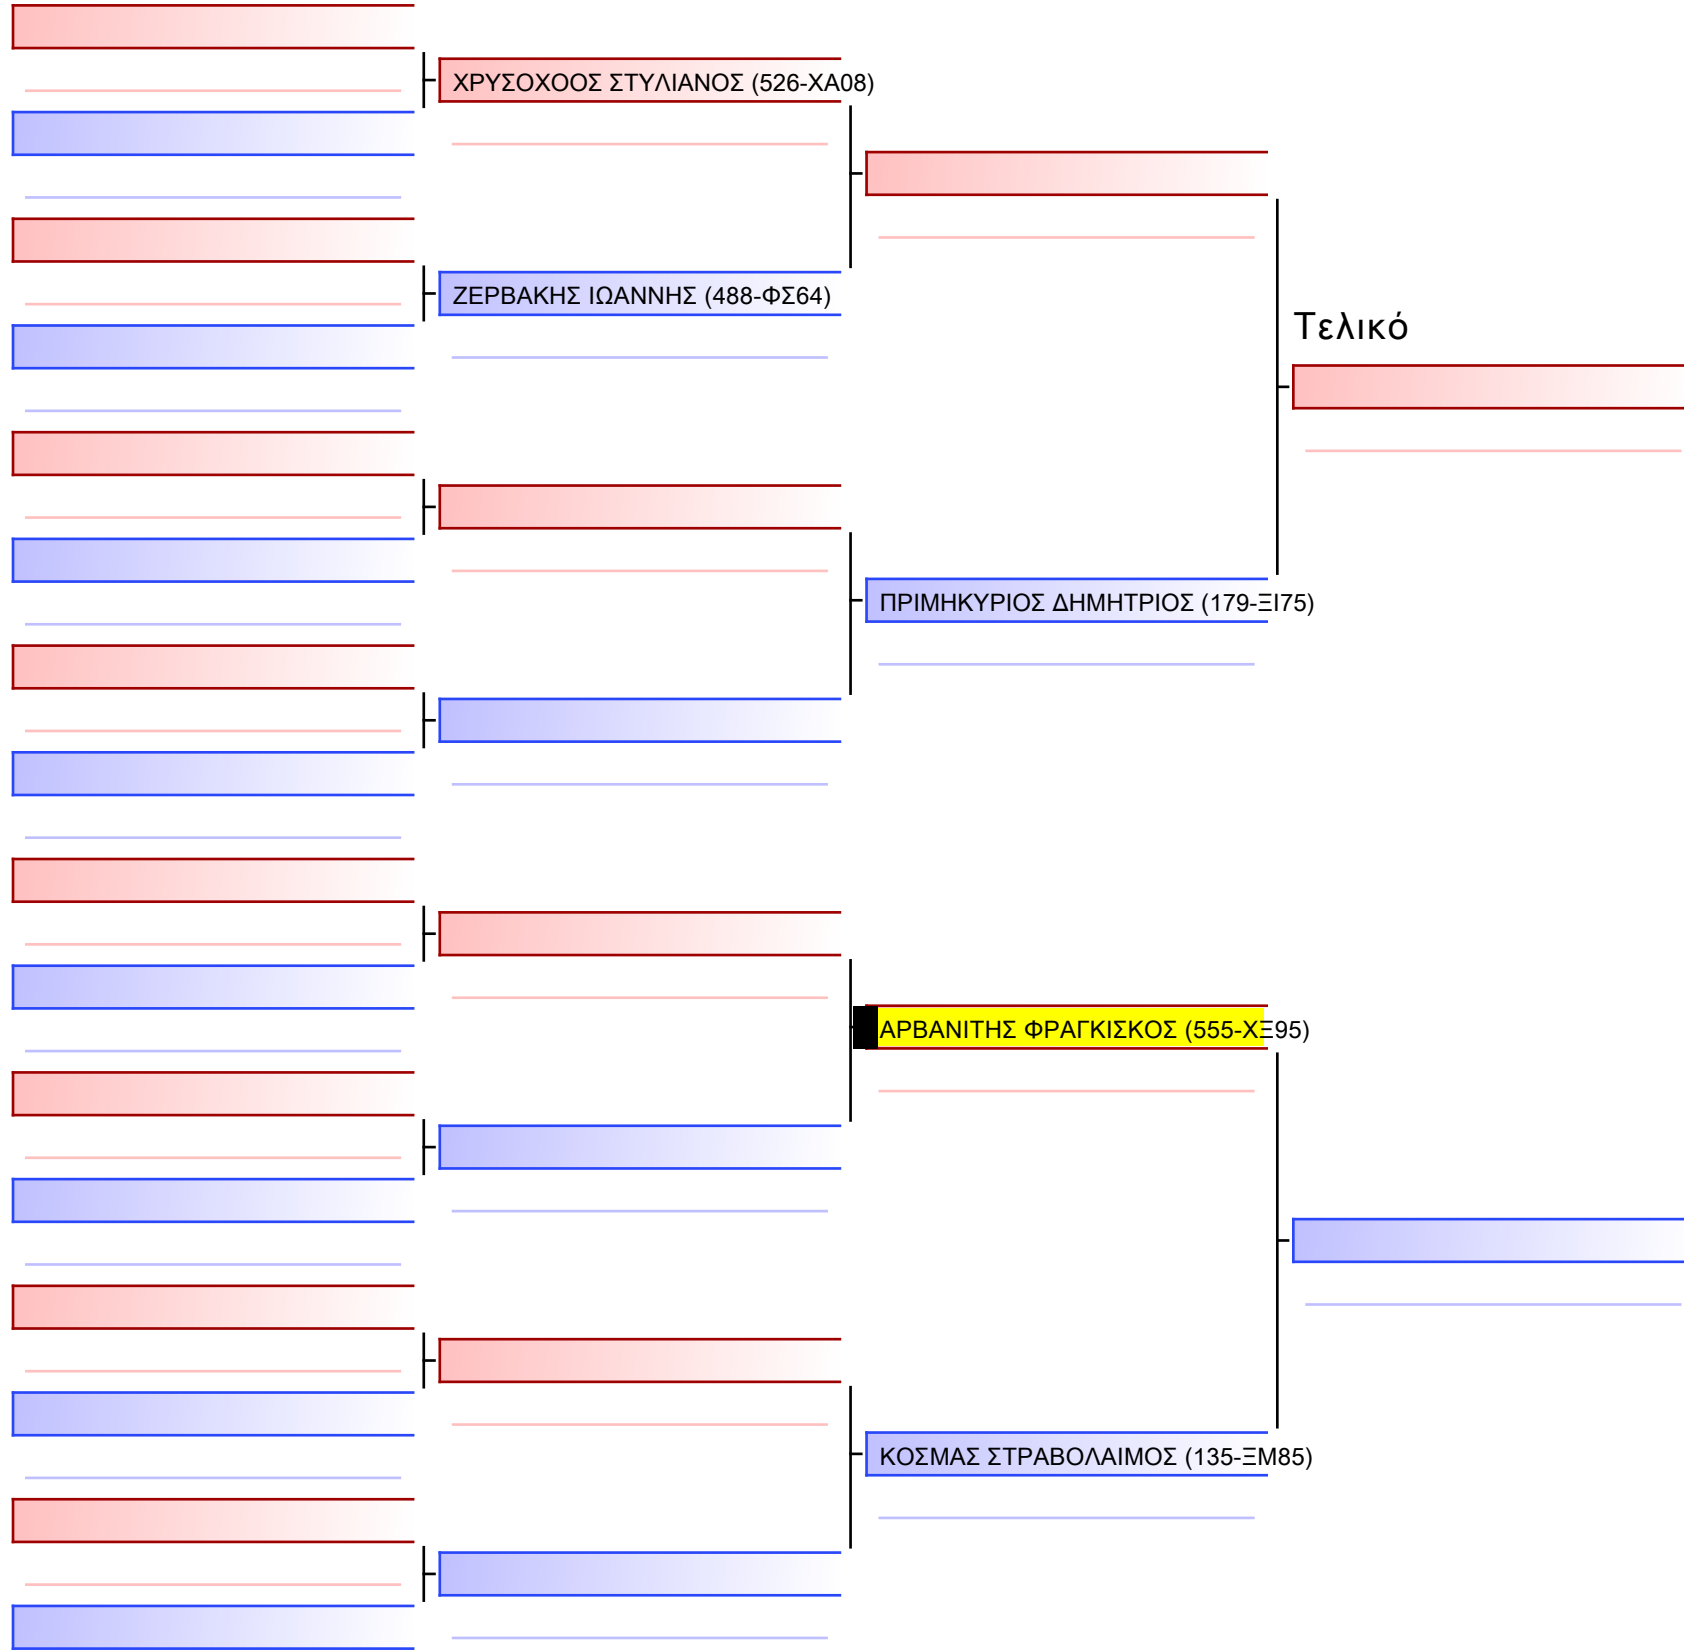 ΧΡΥΣΟΧΟΟΣ ΣΤΥΛΙΑΝΟΣ (526-ΧΑ08)
ΖΕΡΒΑΚΗΣ ΙΩΑΝΝΗΣ (488-ΦΣ64)
Τελικό
ΠΡΙΜΗΚΥΡΙΟΣ ΔΗΜΗΤΡΙΟΣ (179-ΞΙ75)
ΑΡΒΑΝΙΤΗΣ ΦΡΑΓΚΙΣΚΟΣ (555-ΧΞ95)
ΚΟΣΜΑΣ ΣΤΡΑΒΟΛΑΙΜΟΣ (135-ΞΜ85)